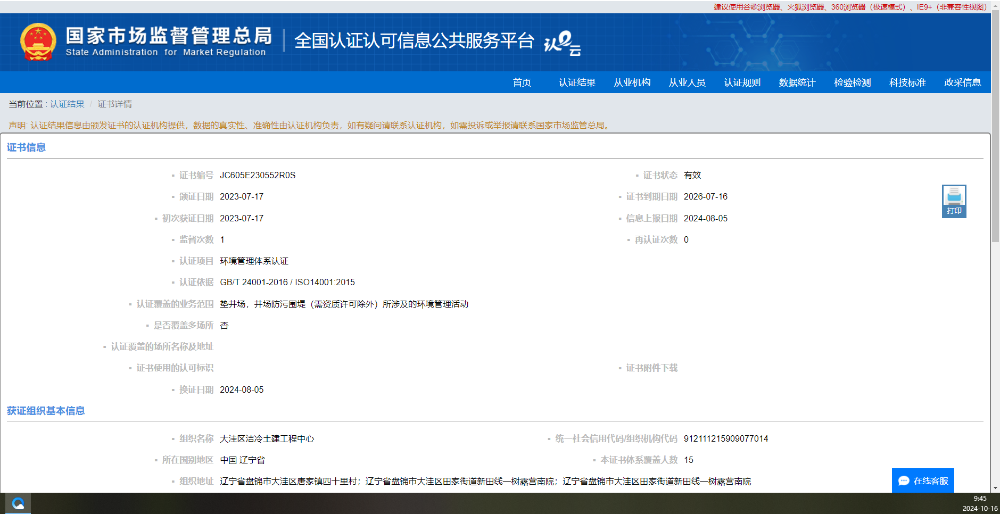 建议使用谷歌浏览器、火狐浏览器、360浏览器（极速模式）、IE9+（非兼容性视图）
国家市场监督管理总局
State Administration for Market Regulation
全国认证认可信息公共服务平台 认e云
首页 认证结果 从业机构 从业人员 认证规则 数据统计 检验检测 科技标准 政采信息
当前位置 : 认证结果 / 证书详情
声明: 认证结果信息由颁发证书的认证机构提供，数据的真实性、准确性由认证机构负责，如有疑问请联系认证机构，如需投诉或举报请联系国家市场监管总局。
证书信息
证书编号 JC605E230552R0S 证书状态 有效
颁证日期 2023-07-17 证书到期日期 2026-07-16
打印
初次获证日期 2023-07-17 信息上报日期 2024-08-05
监督次数 1 再认证次数 0
认证项目 环境管理体系认证
认证依据 GB/T 24001-2016 / ISO14001:2015
认证覆盖的业务范围 垫井场，井场防污围堤（需资质许可除外）所涉及的环境管理活动
是否覆盖多场所 否
认证覆盖的场所名称及地址
证书使用的认可标识 证书附件下载
换证日期 2024-08-05
获证组织基本信息
组织名称 大洼区洁冷土建工程中心 统一社会信用代码/组织机构代码 912111215909077014
所在国别地区 中国 辽宁省 本证书体系覆盖人数 15
组织地址 辽宁省盘锦市大洼区唐家镇四十里村；辽宁省盘锦市大洼区田家街道新田线一树露营南院；辽宁省盘锦市大洼区田家街道新田线一树露营南院
在线客服
9:45
2024-10-16